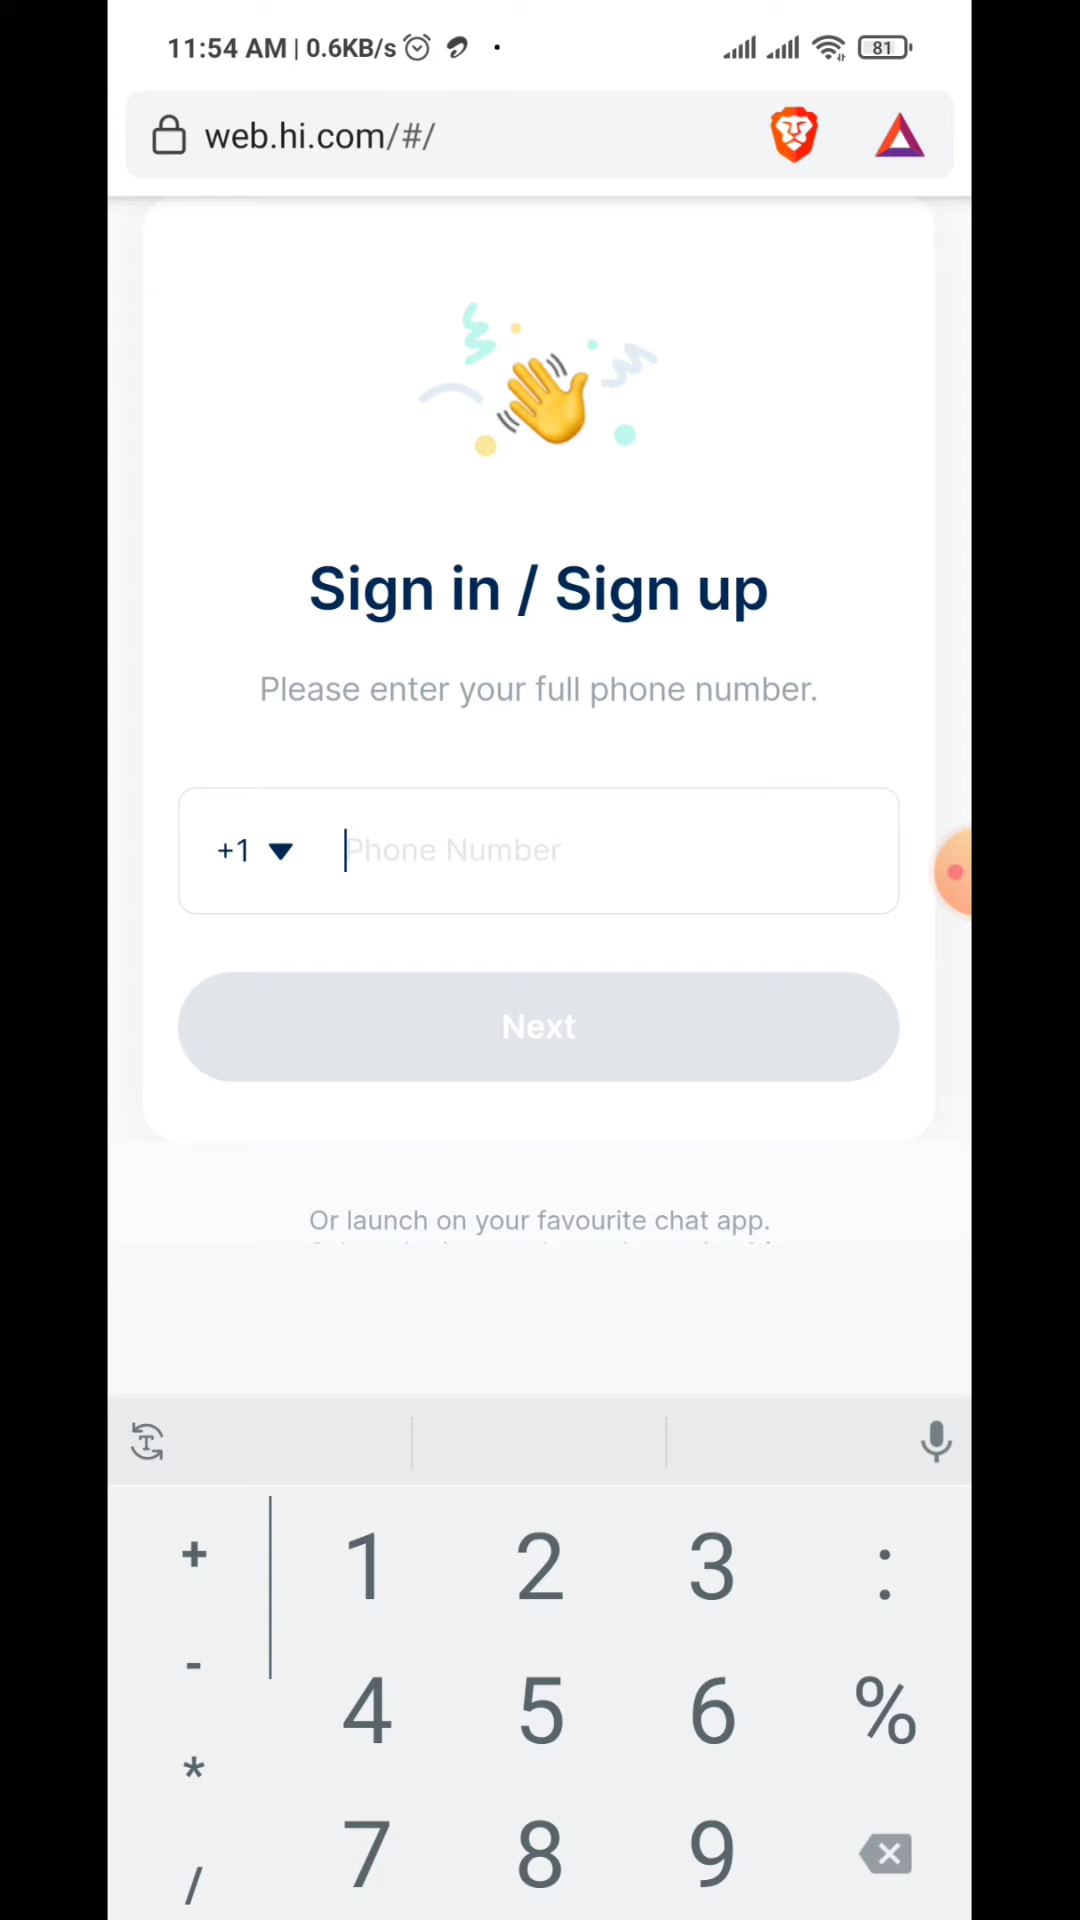 11:54 AM | 0.6KB/s
81
web.hi.com/#/
Sign in / Sign up
Please enter your full phone number.
+1
Phone Number
Next
Or launch on your favourite chat app.
+ 1 2 3 :
-
4 5 6 %
*
7 8 9
/